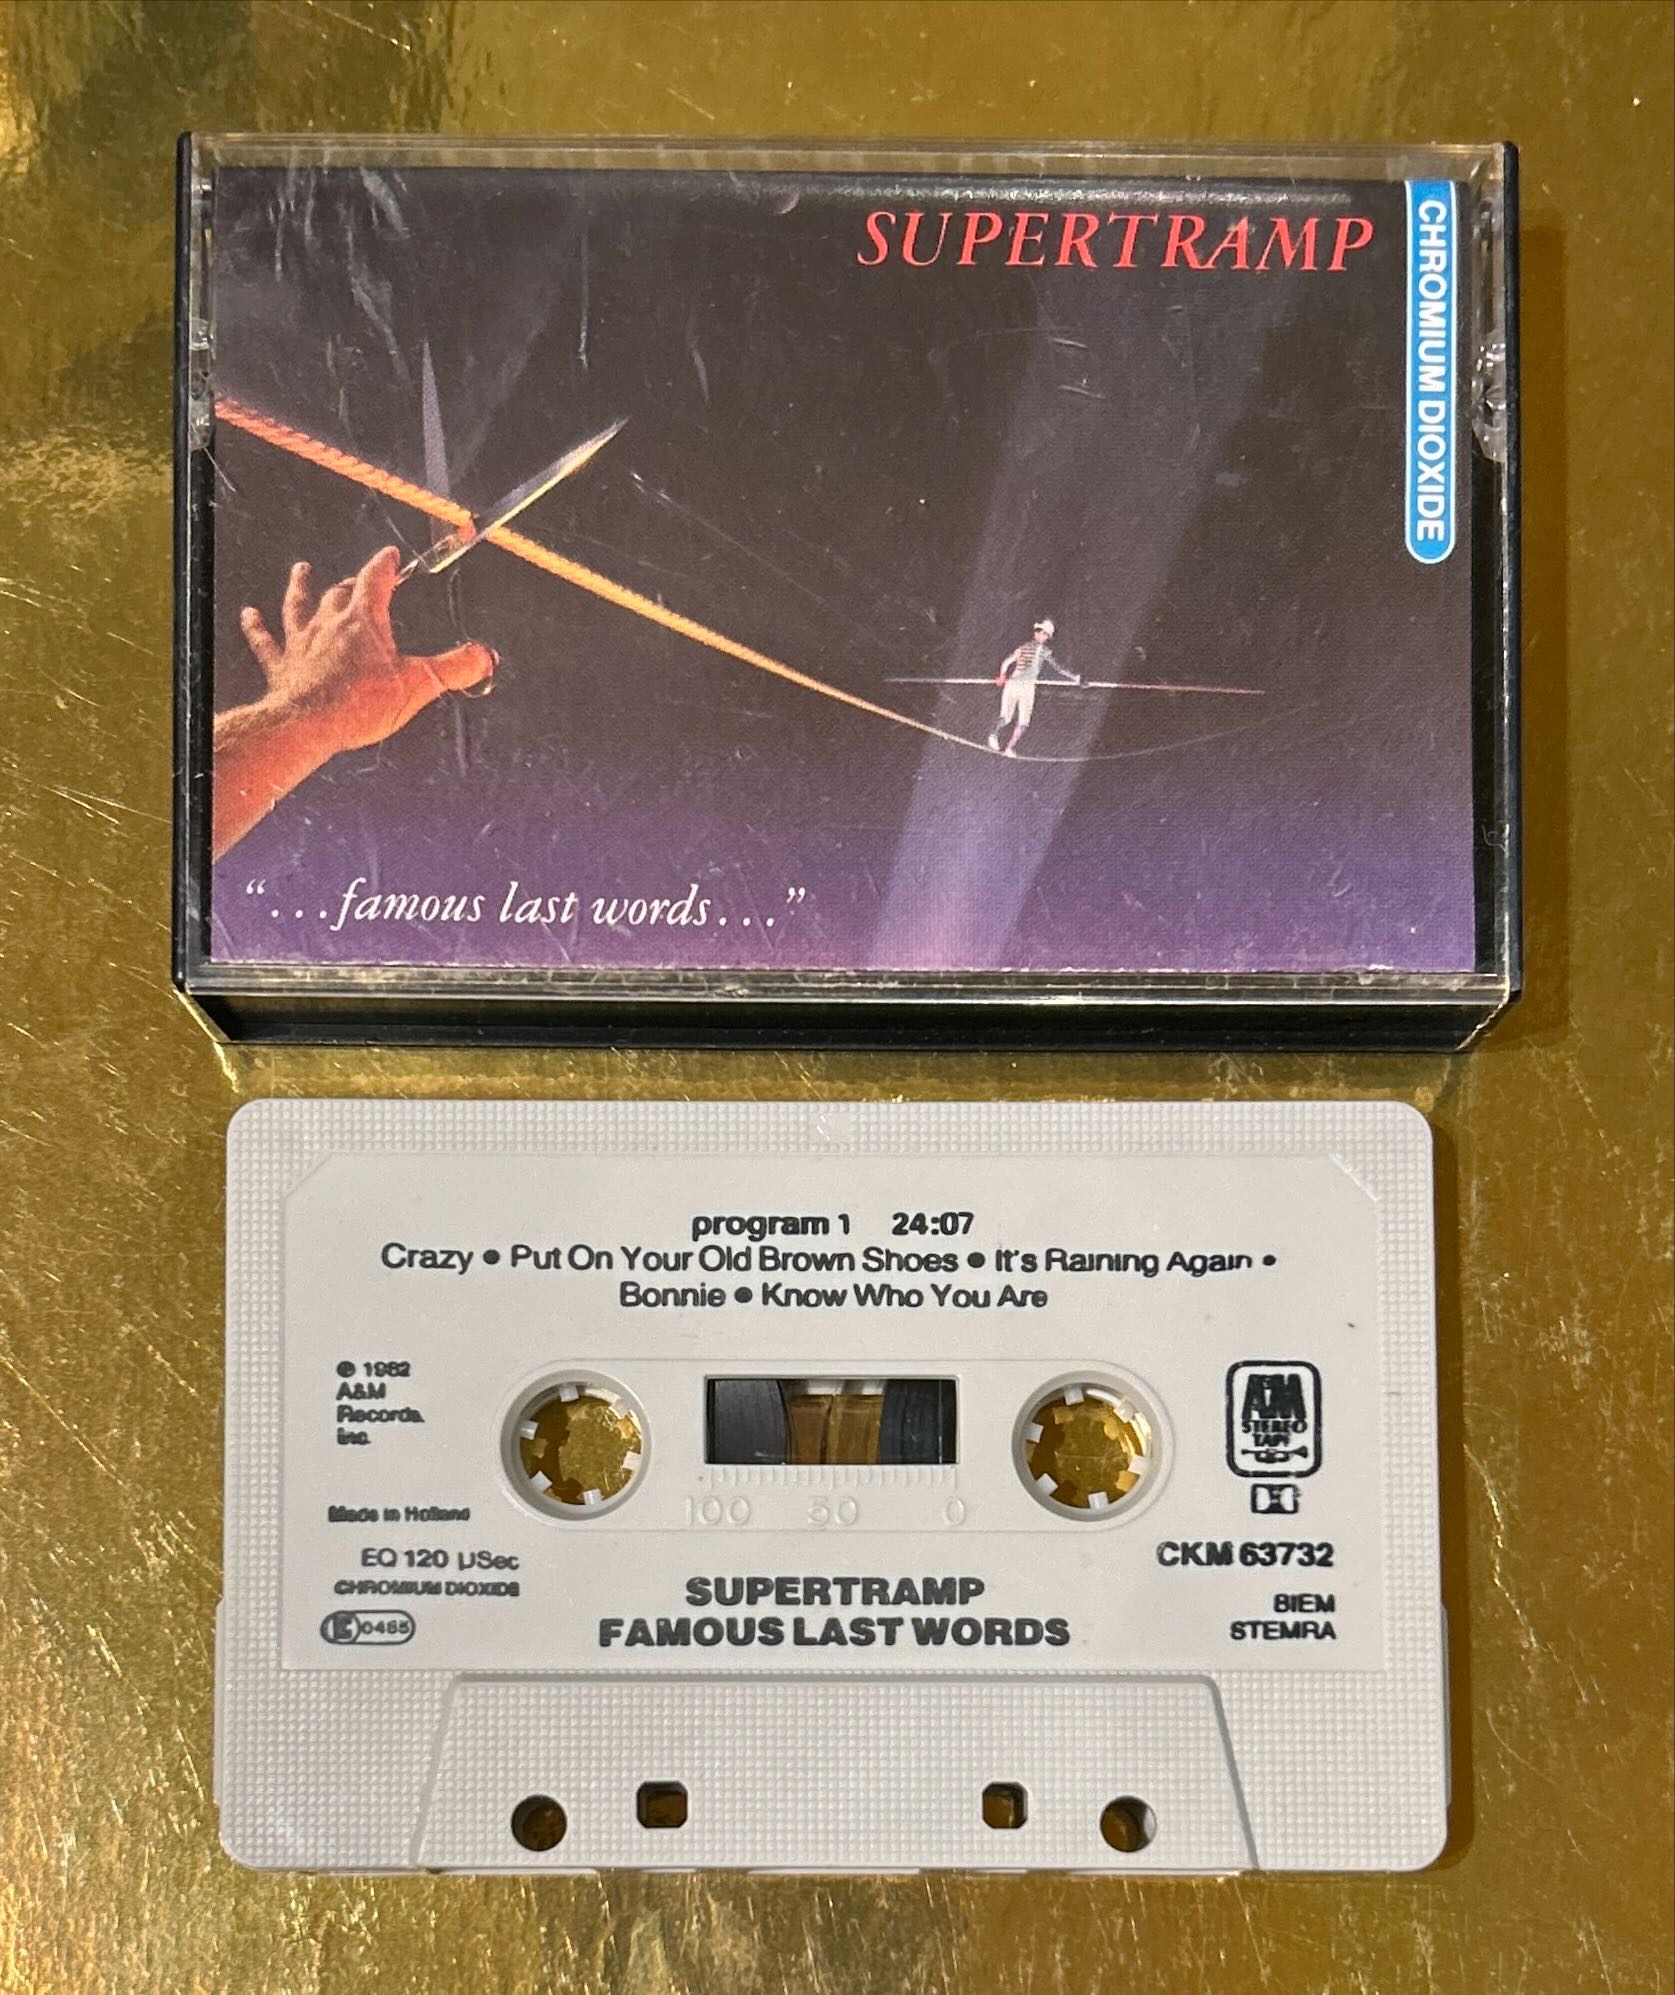 SUPERTRAMP
CHROMIUM DIOXIDE
“...famous last words...”
program 1 24:07
Crazy • Put On Your Old Brown Shoes • It's Raining Again •
Bonnie • Know Who You Are
℗ 1982
A&M
Records,
Inc.
A&M
STEREO
TAPE
100 50 0
Made in Holland
EQ 120 µSec
CHROMIUM DIOXIDE
E 0485
CKM 63732
BIEM
STEMRA
SUPERTRAMP
FAMOUS LAST WORDS